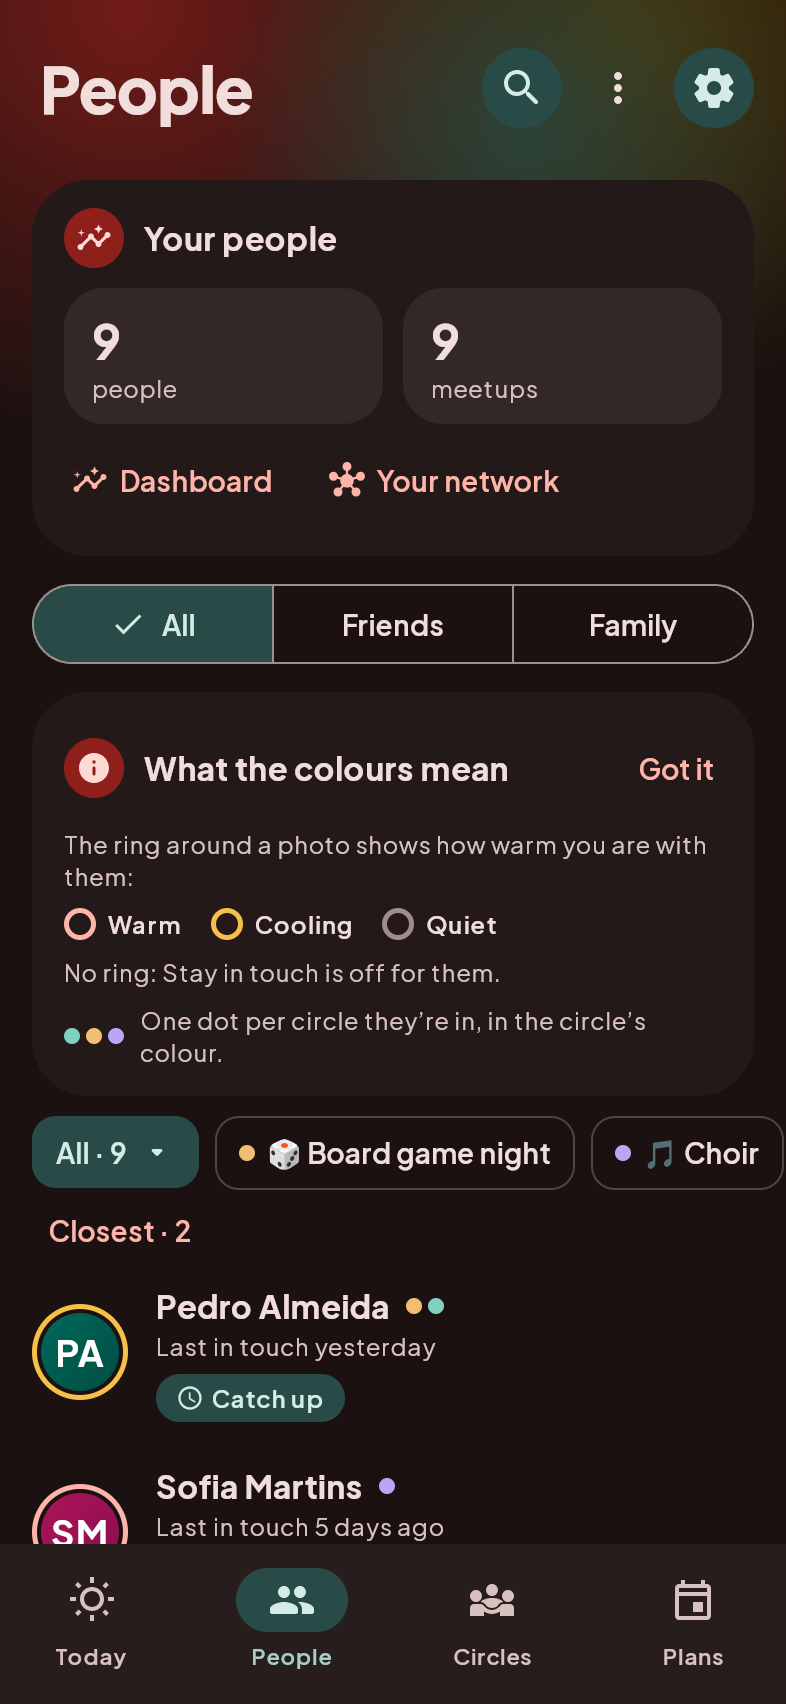 People
Your people
9
people
9
meetups
Dashboard
Your network
All
Friends
Family
What the colours mean
Got it
The ring around a photo shows how warm you are with
them:
Warm
Cooling
Quiet
No ring: Stay in touch is off for them.
One dot per circle they’re in, in the circle’s
colour.
All · 9
Board game night
Choir
Closest · 2
PA
Pedro Almeida
Last in touch yesterday
Catch up
SM
Sofia Martins
Last in touch 5 days ago
Today
People
Circles
Plans